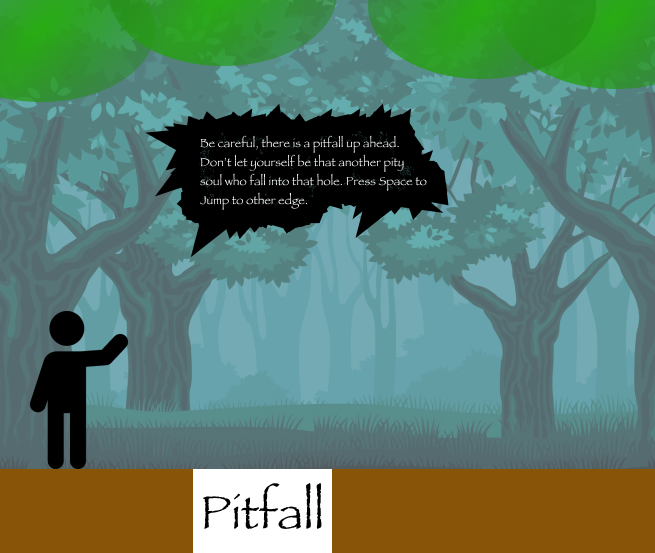 Be careful, there is a pitfall up ahead.
Don't let yourself be that another pity
soul who fall into that hole. Press Space to
Jump to other edge.
Pitfall